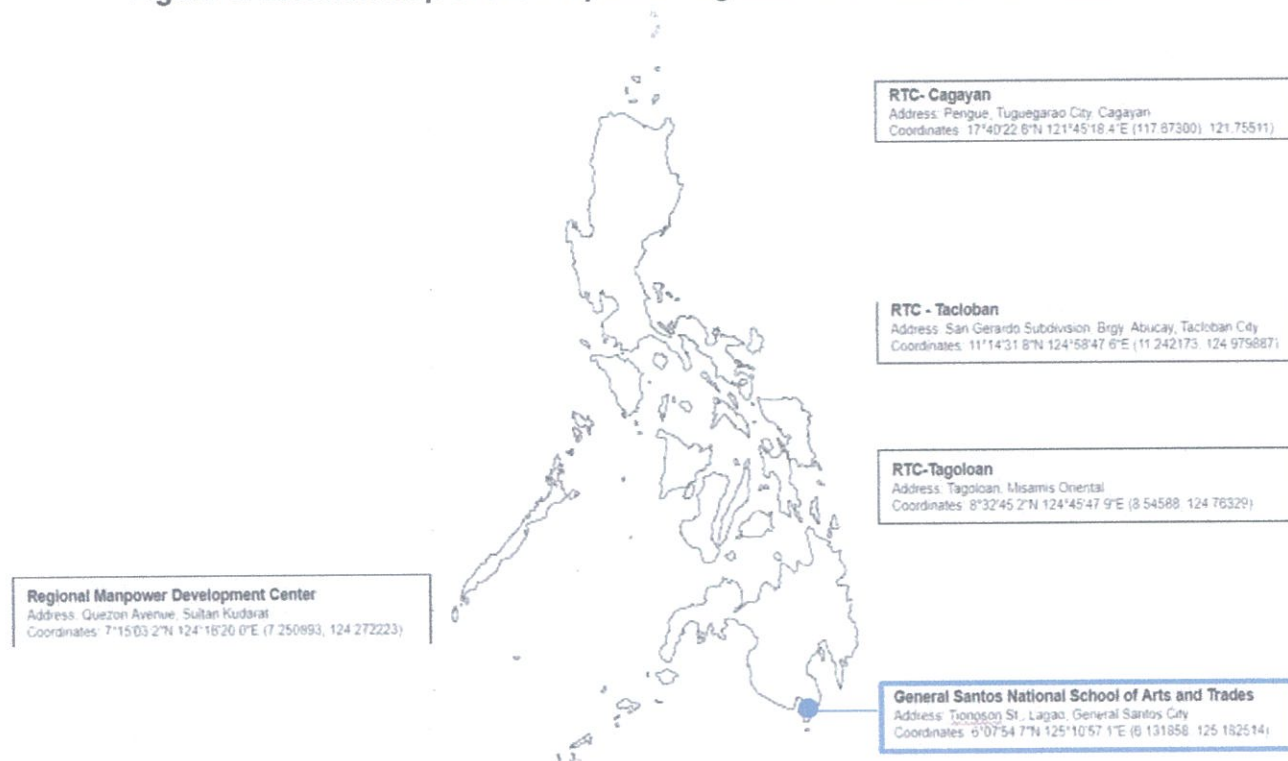 RTC- Cagayan
Address: Pengue, Tuguegarao City, Cagayan
Coordinates: 17°40'22.8"N 121°45'18.4"E (117.67300), 121.75511)
RTC - Tacloban
Address: San Gerardo Subdivision, Brgy. Abucay, Tacloban City
Coordinates: 11°14'31.8"N 124°58'47.6"E (11.242173, 124.979887)
RTC-Tagoloan
Address: Tagoloan, Misamis Oriental
Coordinates: 8°32'45.2"N 124°45'47.9"E (8.54588, 124.76329)
Regional Manpower Development Center
Address: Quezon Avenue, Sultan Kudarat
Coordinates: 7°15'03.2"N 124°16'20.0"E (7.250893, 124.272223)
General Santos National School of Arts and Trades
Address: Tiongson St., Lagao, General Santos City
Coordinates: 6°07'54.7"N 125°10'57.1"E (6.131858, 125.182514)